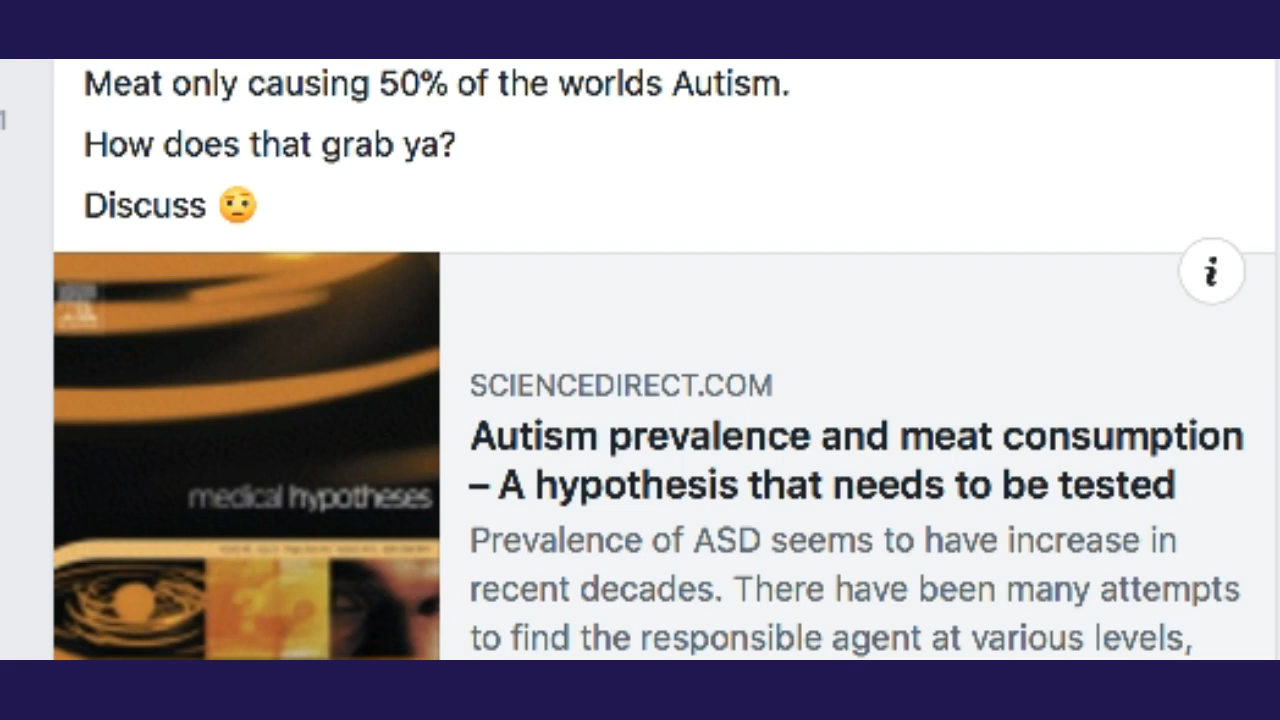 Meat only causing 50% of the worlds Autism.
How does that grab ya?
Discuss 🤨
SCIENCEDIRECT.COM
Autism prevalence and meat consumption
– A hypothesis that needs to be tested
medical hypotheses
Prevalence of ASD seems to have increase in
recent decades. There have been many attempts
to find the responsible agent at various levels,